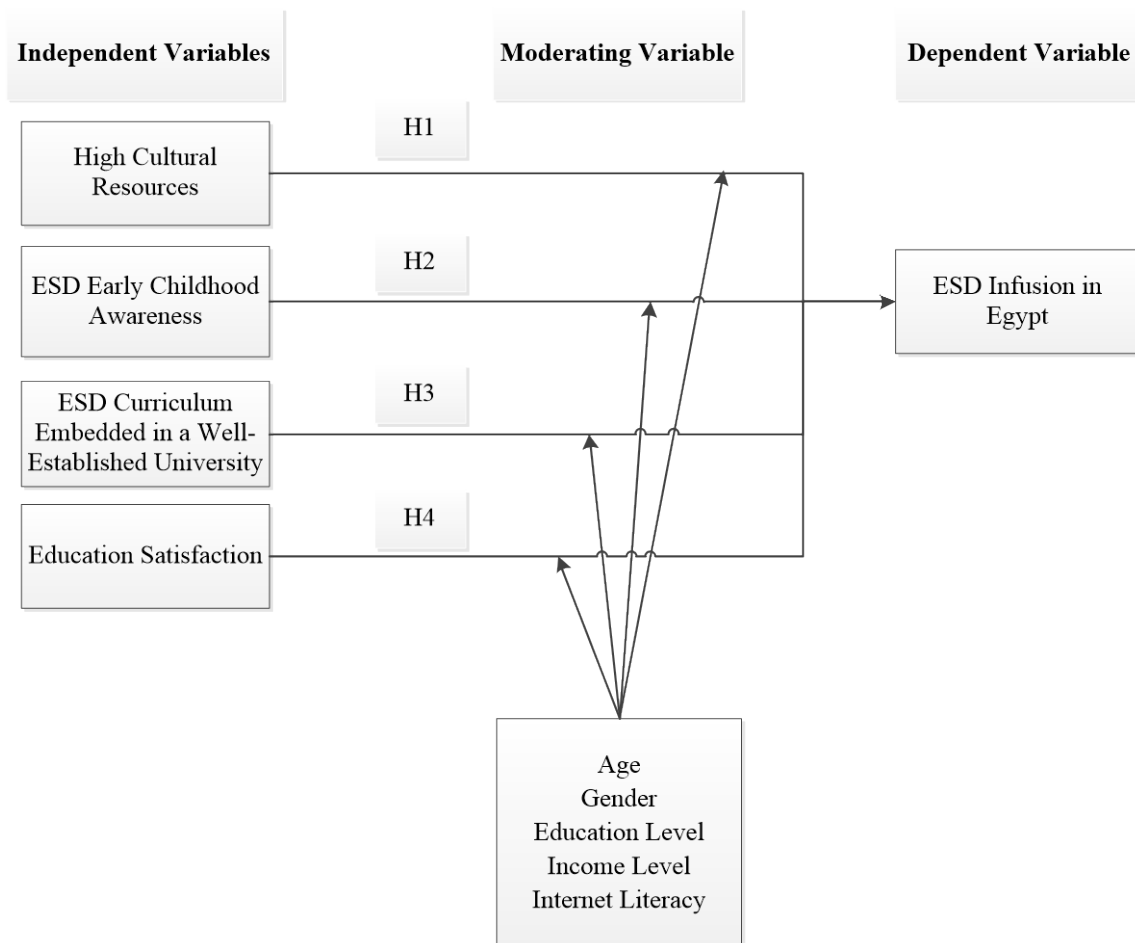 Independent Variables
Moderating Variable
Dependent Variable
H1
High Cultural
Resources
H2
ESD Early Childhood
Awareness
ESD Infusion in
Egypt
H3
ESD Curriculum
Embedded in a Well-
Established University
H4
Education Satisfaction
Age
Gender
Education Level
Income Level
Internet Literacy